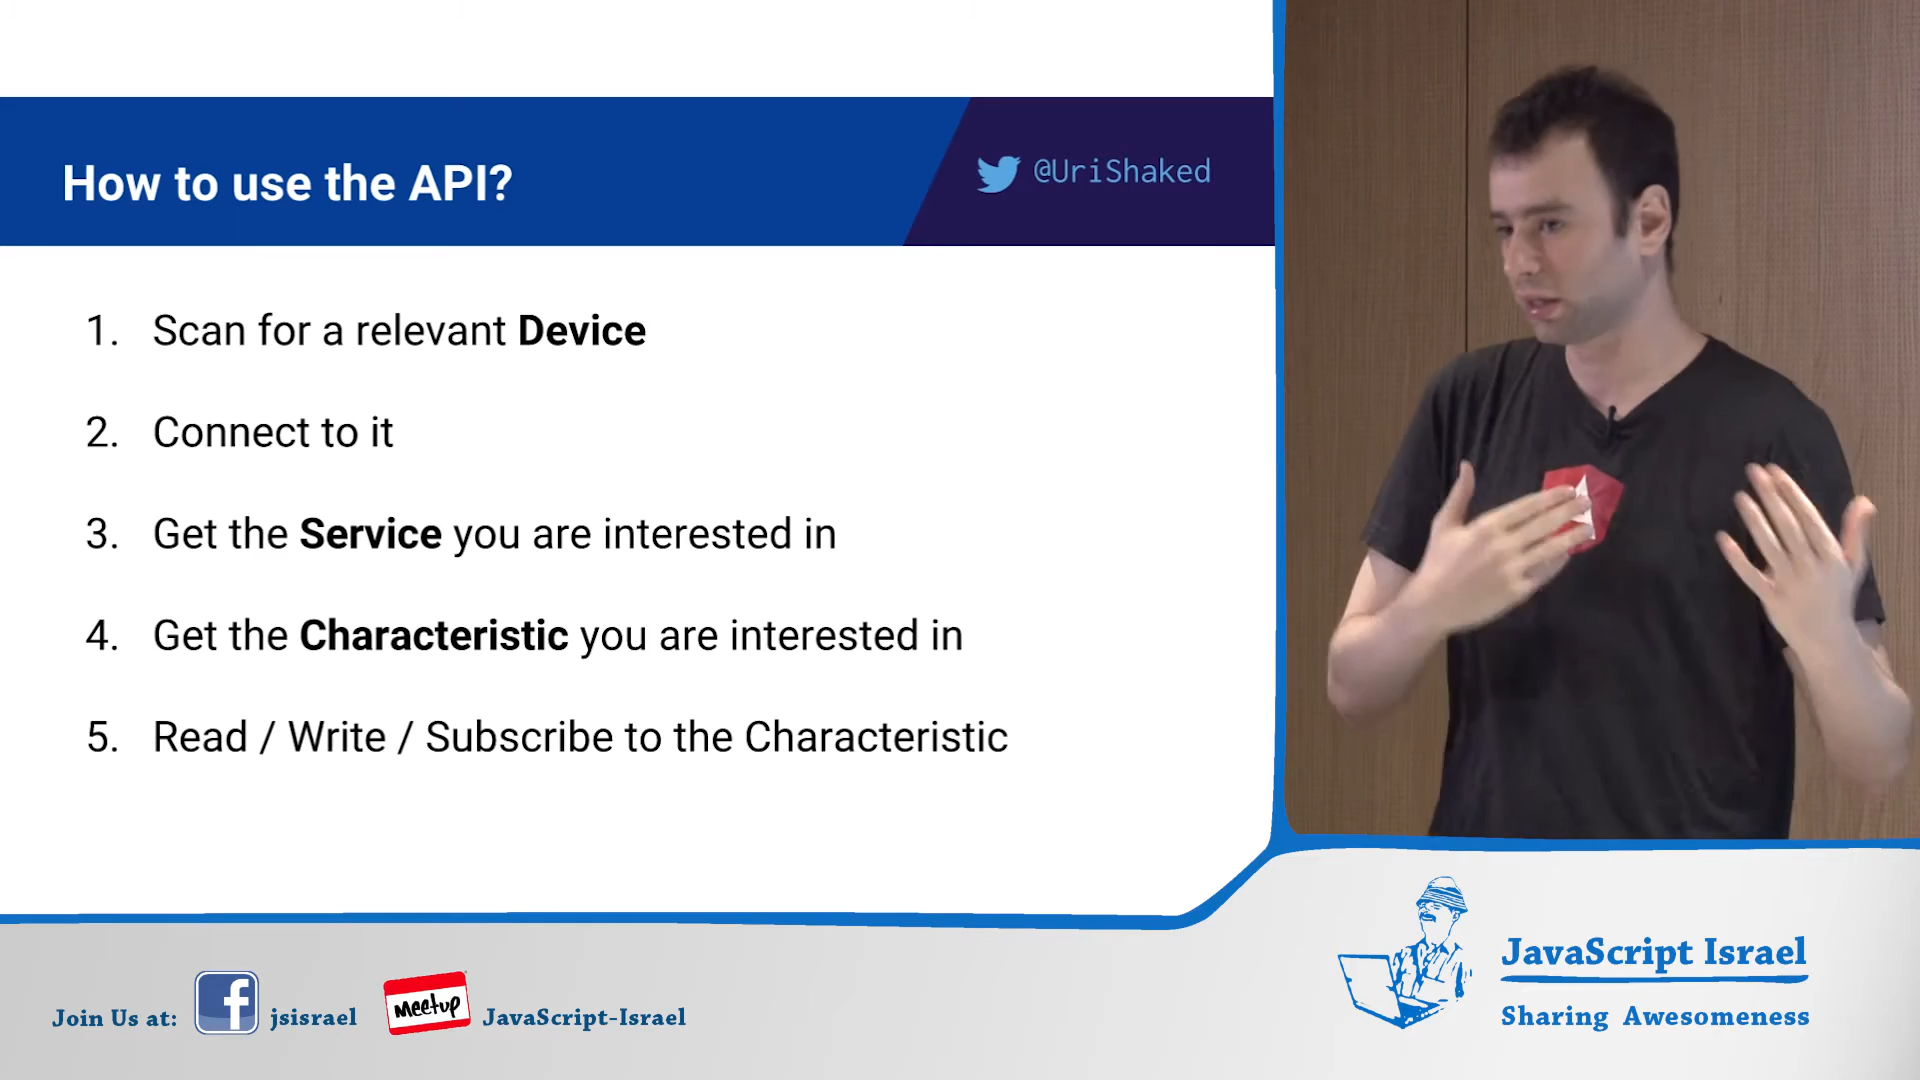 How to use the API?
@UriShaked
1. Scan for a relevant Device
2. Connect to it
3. Get the Service you are interested in
4. Get the Characteristic you are interested in
5. Read / Write / Subscribe to the Characteristic
Join Us at: f jsisrael Meetup JavaScript-Israel
JavaScript Israel
Sharing Awesomeness